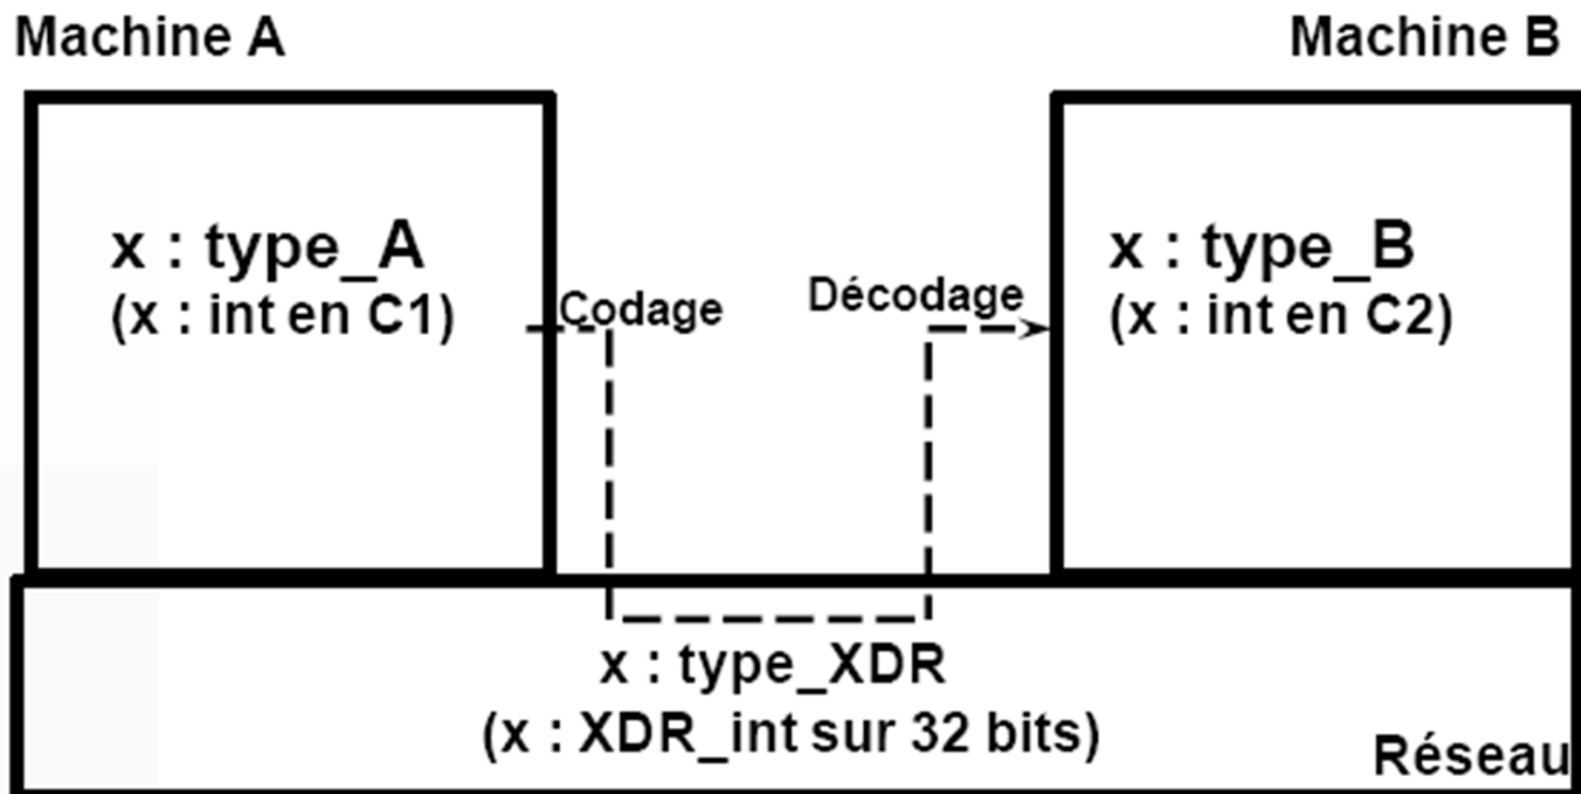 Machine A
Machine B
x : type_A
(x : int en C1)
Codage
Décodage
x : type_B
(x : int en C2)
x : type_XDR
(x : XDR_int sur 32 bits)
Réseau